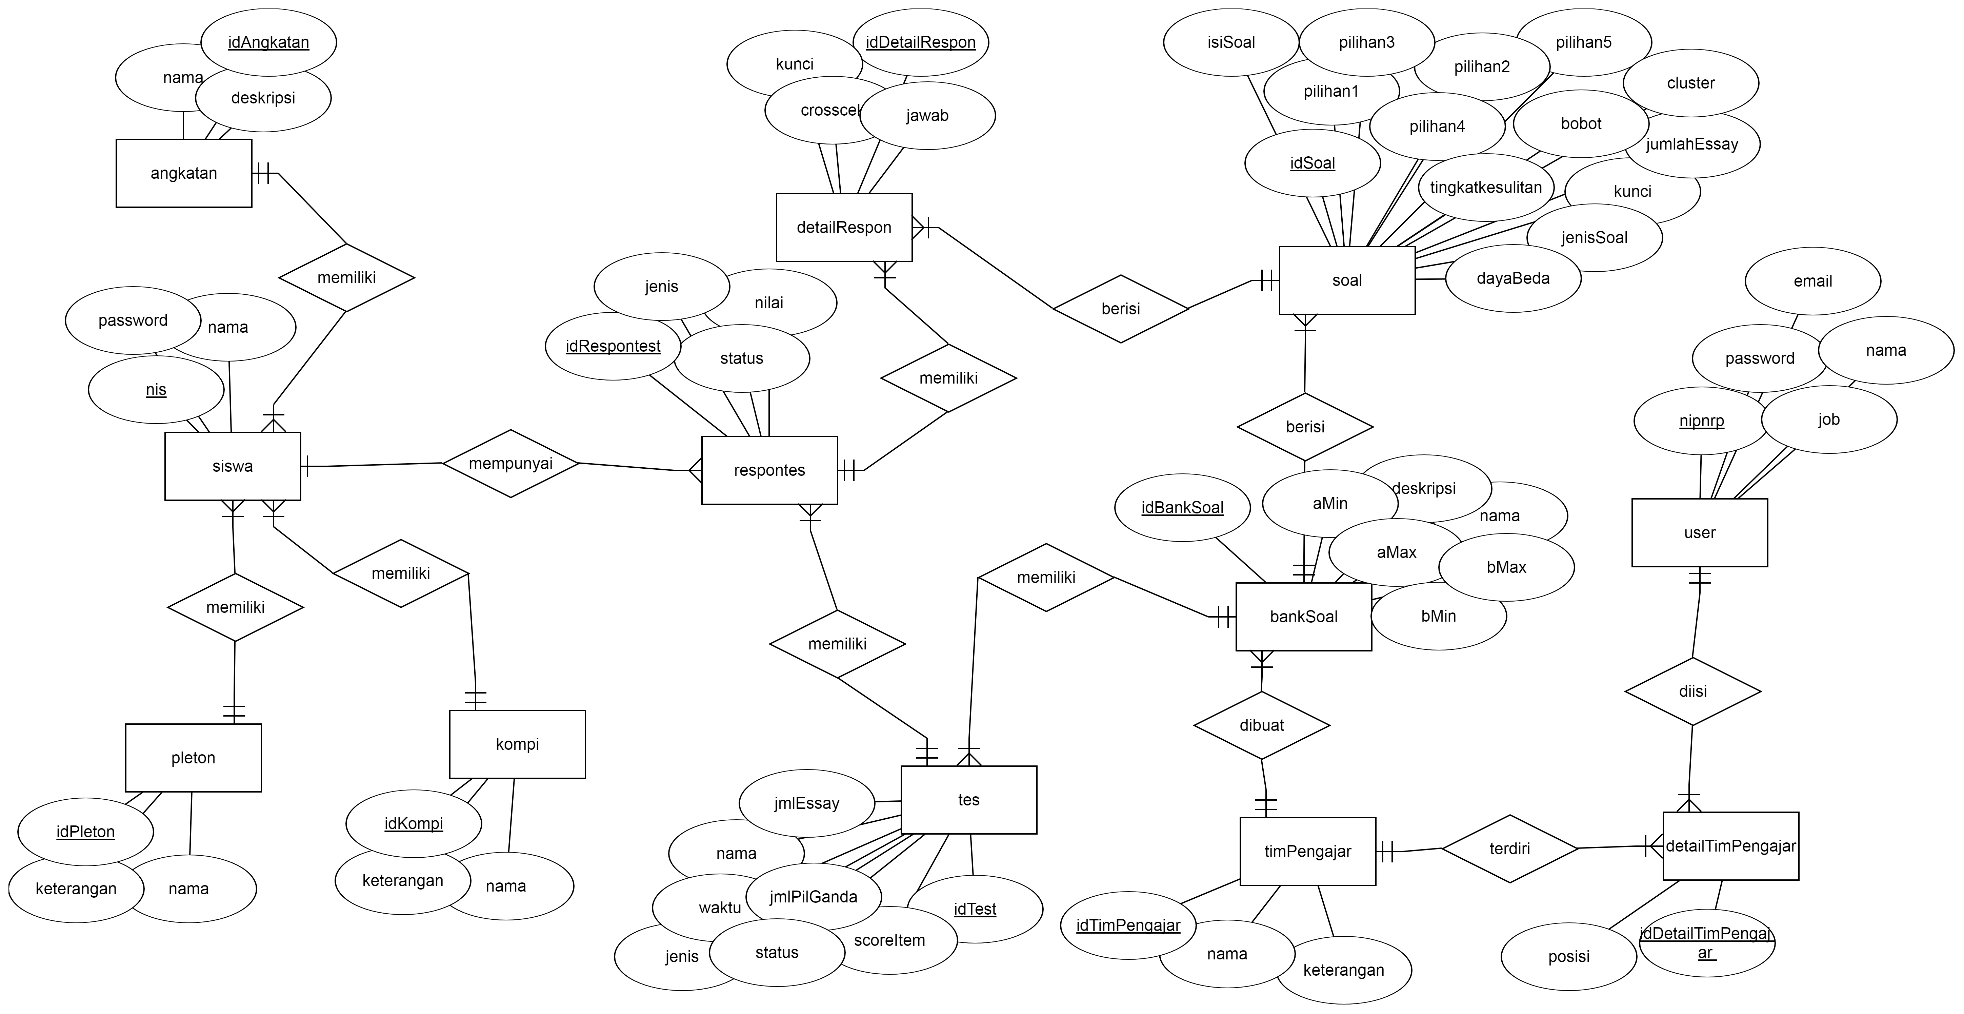 idAngkatan
nama
deskripsi
angkatan
memiliki
password
nama
nis
siswa
mempunyai
memiliki
memiliki
pleton
kompi
idPleton
keterangan
nama
idKompi
keterangan
nama
idDetailRespon
kunci
jawab
detailRespon
berisi
jenis
nilai
idRespontest
status
memiliki
respontes
memiliki
memiliki
tes
jmlEssay
nama
jmlPilGanda
waktu
idTest
scoreItem
jenis
status
isiSoal
pilihan3
pilihan5
pilihan2
cluster
pilihan1
pilihan4
bobot
jumlahEssay
idSoal
tingkatkesulitan
kunci
jenisSoal
dayaBeda
soal
berisi
idBankSoal
aMin
deskripsi
nama
aMax
bMax
bMin
bankSoal
dibuat
timPengajar
idTimPengajar
nama
keterangan
terdiri
email
password
nama
nipnrp
job
user
diisi
detailTimPengajar
posisi
idDetailTimPengaj
ar